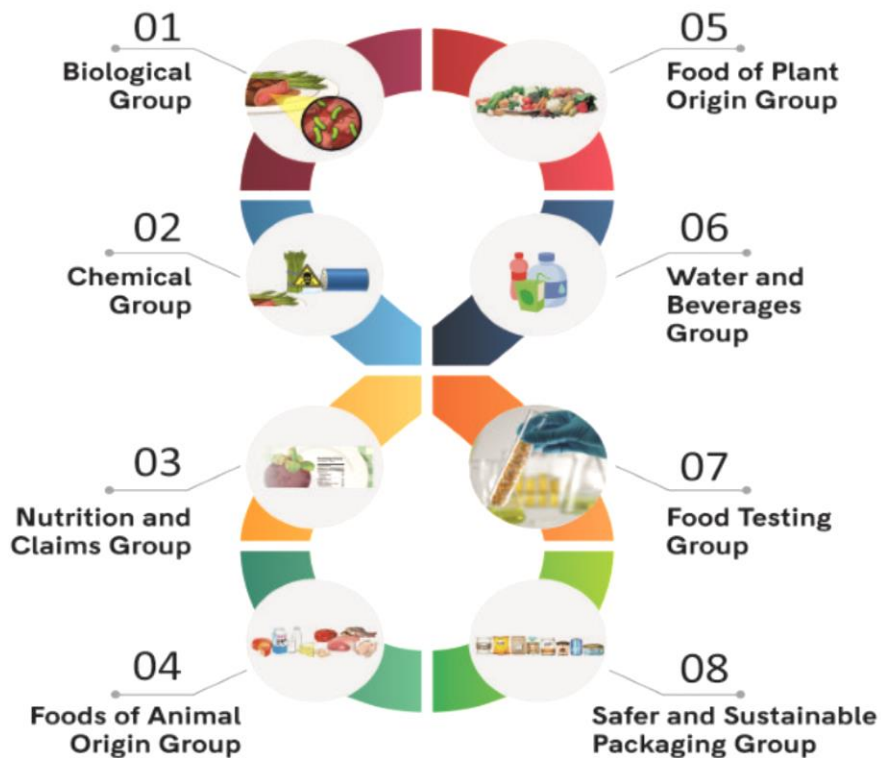 01
Biological
Group
02
Chemical
Group
03
Nutrition and
Claims Group
04
Foods of Animal
Origin Group
05
Food of Plant
Origin Group
06
Water and
Beverages
Group
07
Food Testing
Group
08
Safer and Sustainable
Packaging Group